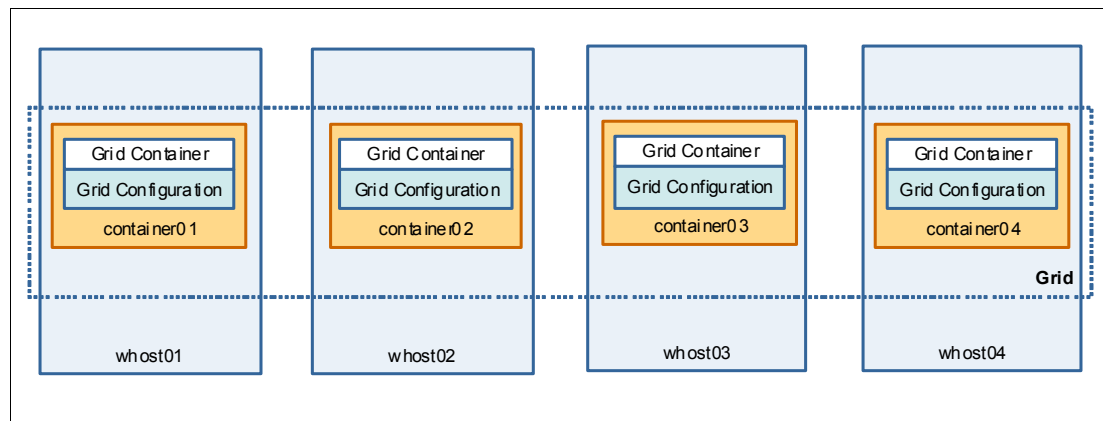 Grid Container
Grid Configuration
container01
whost01
Grid Container
Grid Configuration
container02
whost02
Grid Container
Grid Configuration
container03
whost03
Grid Container
Grid Configuration
container04
Grid
whost04